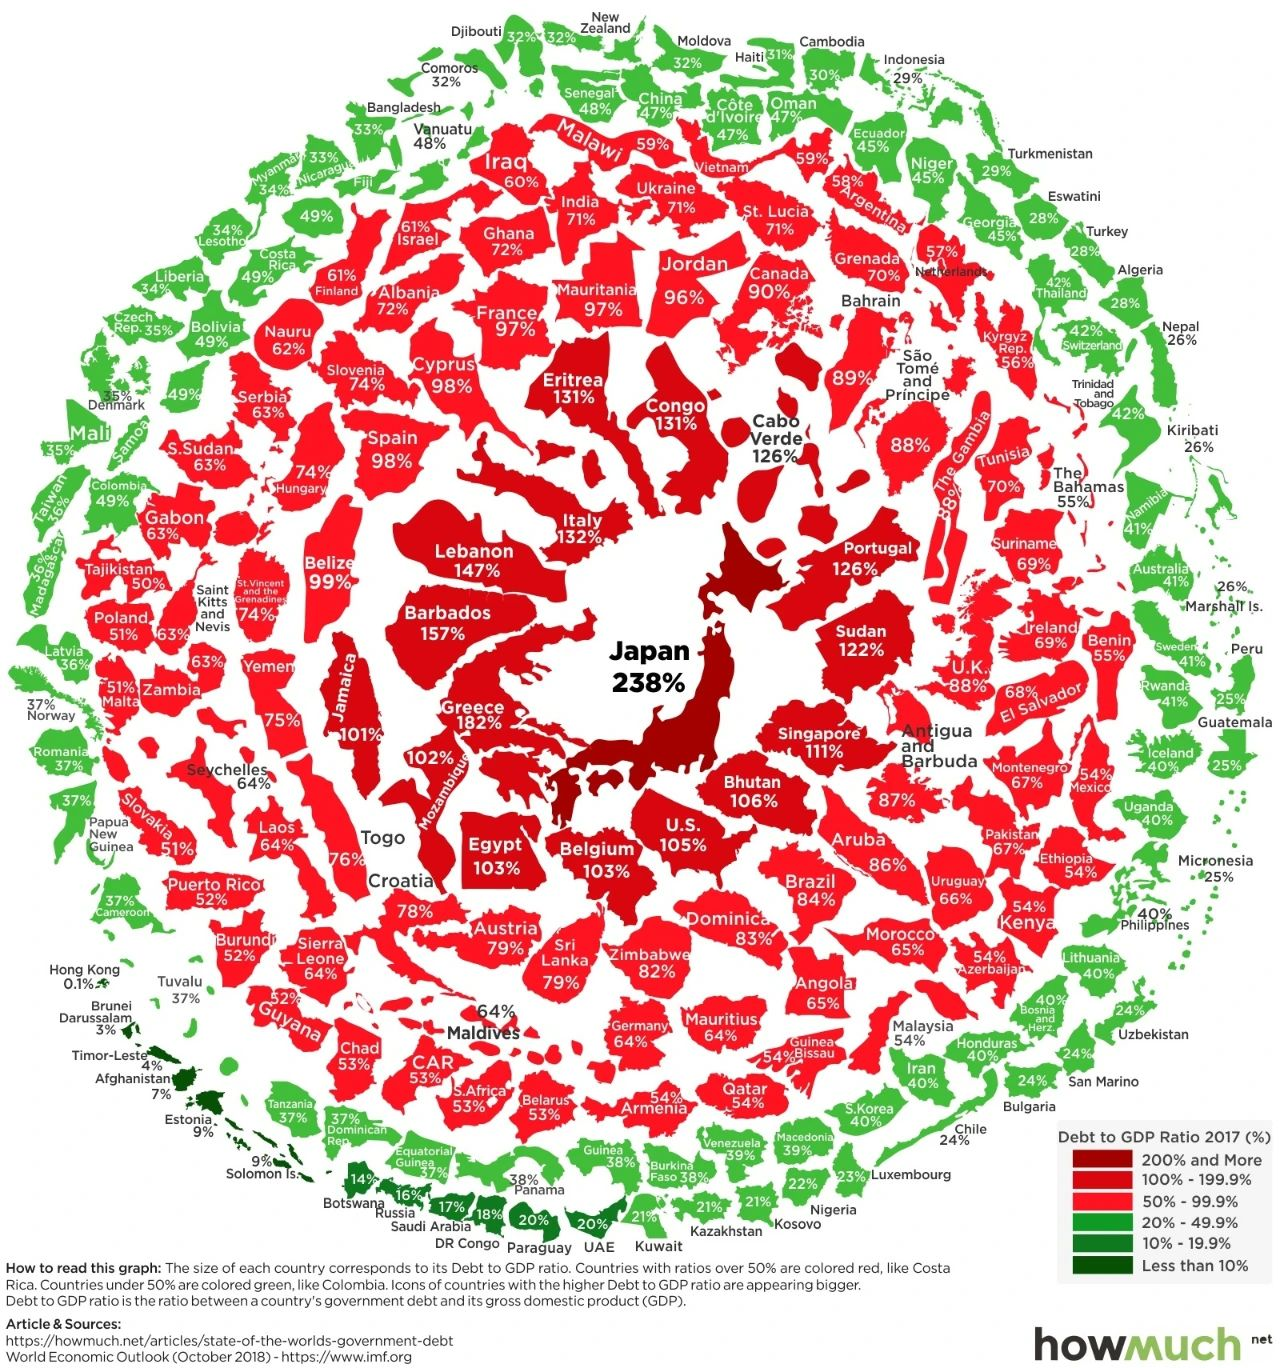 Djibouti
32%
32%
New
Zealand
Moldova
32%
Haiti
31%
Cambodia
30%
Indonesia
29%
Comoros
32%
Senegal
48%
China
47%
Côte
d'Ivoire
47%
Oman
47%
Bangladesh
33%
Vanuatu
48%
Malawi
59%
Vietnam
59%
Ecuador
45%
Niger
45%
Turkmenistan
29%
Myanmar
34%
33%
Nicaragua
Fiji
49%
Iraq
60%
India
71%
Ukraine
71%
St. Lucia
71%
58%
Argentina
Georgia
45%
Eswatini
28%
34%
Lesotho
61%
Israel
Ghana
72%
Grenada
70%
57%
Netherlands
Turkey
28%
Costa
Rica
49%
61%
Finland
Albania
72%
Mauritania
97%
Jordan
96%
Canada
90%
Bahrain
89%
42%
Thailand
Algeria
28%
Liberia
34%
Czech
Rep. 35%
Bolivia
49%
Nauru
62%
France
97%
Kyrgyz
Rep.
56%
42%
Switzerland
Nepal
26%
35%
Denmark
49%
Serbia
63%
Slovenia
74%
Cyprus
98%
Eritrea
131%
Congo
131%
São
Tomé
and
Príncipe
88%
Trinidad
and
Tobago
42%
Mali
35%
Samoa
S.Sudan
63%
74%
Hungary
Spain
98%
Cabo
Verde
126%
The Gambia
88%
Tunisia
70%
The
Bahamas
55%
Kiribati
26%
Taiwan
36%
Colombia
49%
Gabon
63%
Italy
132%
Namibia
41%
Madagascar
36%
Tajikistan
50%
Saint
Kitts
and
Nevis
63%
St.Vincent
and the
Grenadines
74%
Belize
99%
Lebanon
147%
Portugal
126%
Suriname
69%
Australia
41%
26%
Marshall Is.
Poland
51%
Barbados
157%
Japan
238%
Sudan
122%
Ireland
69%
Benin
55%
Sweden
41%
Peru
25%
Latvia
36%
37%
Norway
51%
Malta
Zambia
63%
Yemen
75%
Jamaica
101%
Greece
182%
U.K.
88%
68%
El Salvador
Rwanda
41%
Guatemala
25%
Romania
37%
Seychelles
64%
102%
Mozambique
Singapore
111%
Antigua
and
Barbuda
87%
Montenegro
67%
54%
Mexico
Iceland
40%
37%
Papua
New
Guinea
Slovakia
51%
Laos
64%
76%
Togo
Bhutan
106%
U.S.
105%
Aruba
86%
Pakistan
67%
Uganda
40%
Egypt
103%
Belgium
103%
Ethiopia
54%
Micronesia
25%
37%
Cameroon
Puerto Rico
52%
Croatia
78%
Brazil
84%
Uruguay
66%
54%
Kenya
40%
Philippines
Burundi
52%
Sierra
Leone
64%
Austria
79%
Sri
Lanka
79%
Zimbabwe
82%
Dominica
83%
Morocco
65%
54%
Azerbaijan
Lithuania
40%
Hong Kong
0.1%
Tuvalu
37%
52%
Guyana
64%
Maldives
Angola
65%
40%
Bosnia
and
Herz.
24%
Uzbekistan
Brunei
Darussalam
3%
Chad
53%
CAR
53%
Germany
64%
Mauritius
64%
54%
Guinea
Bissau
Malaysia
54%
Honduras
40%
Timor-Leste
4%
Afghanistan
7%
S.Africa
53%
Belarus
53%
54%
Armenia
Qatar
54%
Iran
40%
24%
San Marino
24%
Bulgaria
Estonia
9%
Tanzania
37%
37%
Dominican
Rep.
S.Korea
40%
Chile
24%
9%
Solomon Is.
Equatorial
Guinea
37%
38%
Panama
Guinea
38%
Burkina
Faso 38%
Venezuela
39%
Macedonia
39%
23%
Luxembourg
14%
Botswana
16%
Russia
17%
Saudi Arabia
18%
DR Congo
20%
Paraguay
20%
UAE
21%
Kuwait
21%
Kazakhstan
21%
Kosovo
22%
Nigeria
Debt to GDP Ratio 2017 (%)
200% and More
100% - 199.9%
50% - 99.9%
20% - 49.9%
10% - 19.9%
Less than 10%
How to read this graph: The size of each country corresponds to its Debt to GDP ratio. Countries with ratios over 50% are colored red, like Costa
Rica. Countries under 50% are colored green, like Colombia. Icons of countries with the higher Debt to GDP ratio are appearing bigger.
Debt to GDP ratio is the ratio between a country's government debt and its gross domestic product (GDP).
Article & Sources:
https://howmuch.net/articles/state-of-the-worlds-government-debt
World Economic Outlook (October 2018) - https://www.imf.org
howmuch net